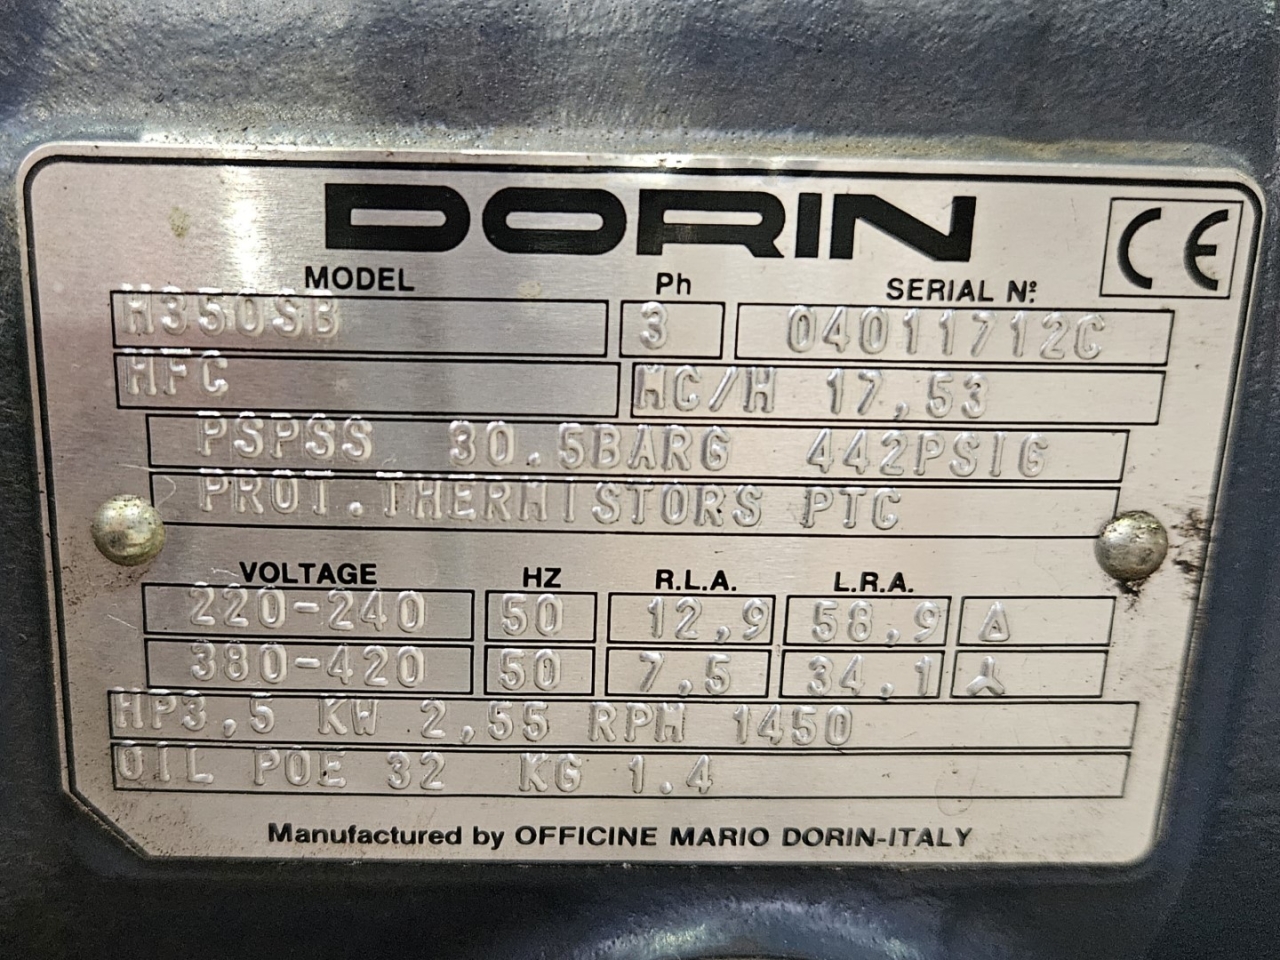 DORIN
CE
MODEL Ph SERIAL Nº
H350SB 3 04011712C
HFC MC/H 17,53
PSPSS 30.5BARG 442PSIG
PROT.THERMISTORS PTC
VOLTAGE HZ R.L.A. L.R.A.
220-240 50 12,9 58,9 Δ
380-420 50 7,5 34,1 ⅄
HP3,5 KW 2,55 RPM 1450
OIL POE 32 KG 1.4
Manufactured by OFFICINE MARIO DORIN-ITALY